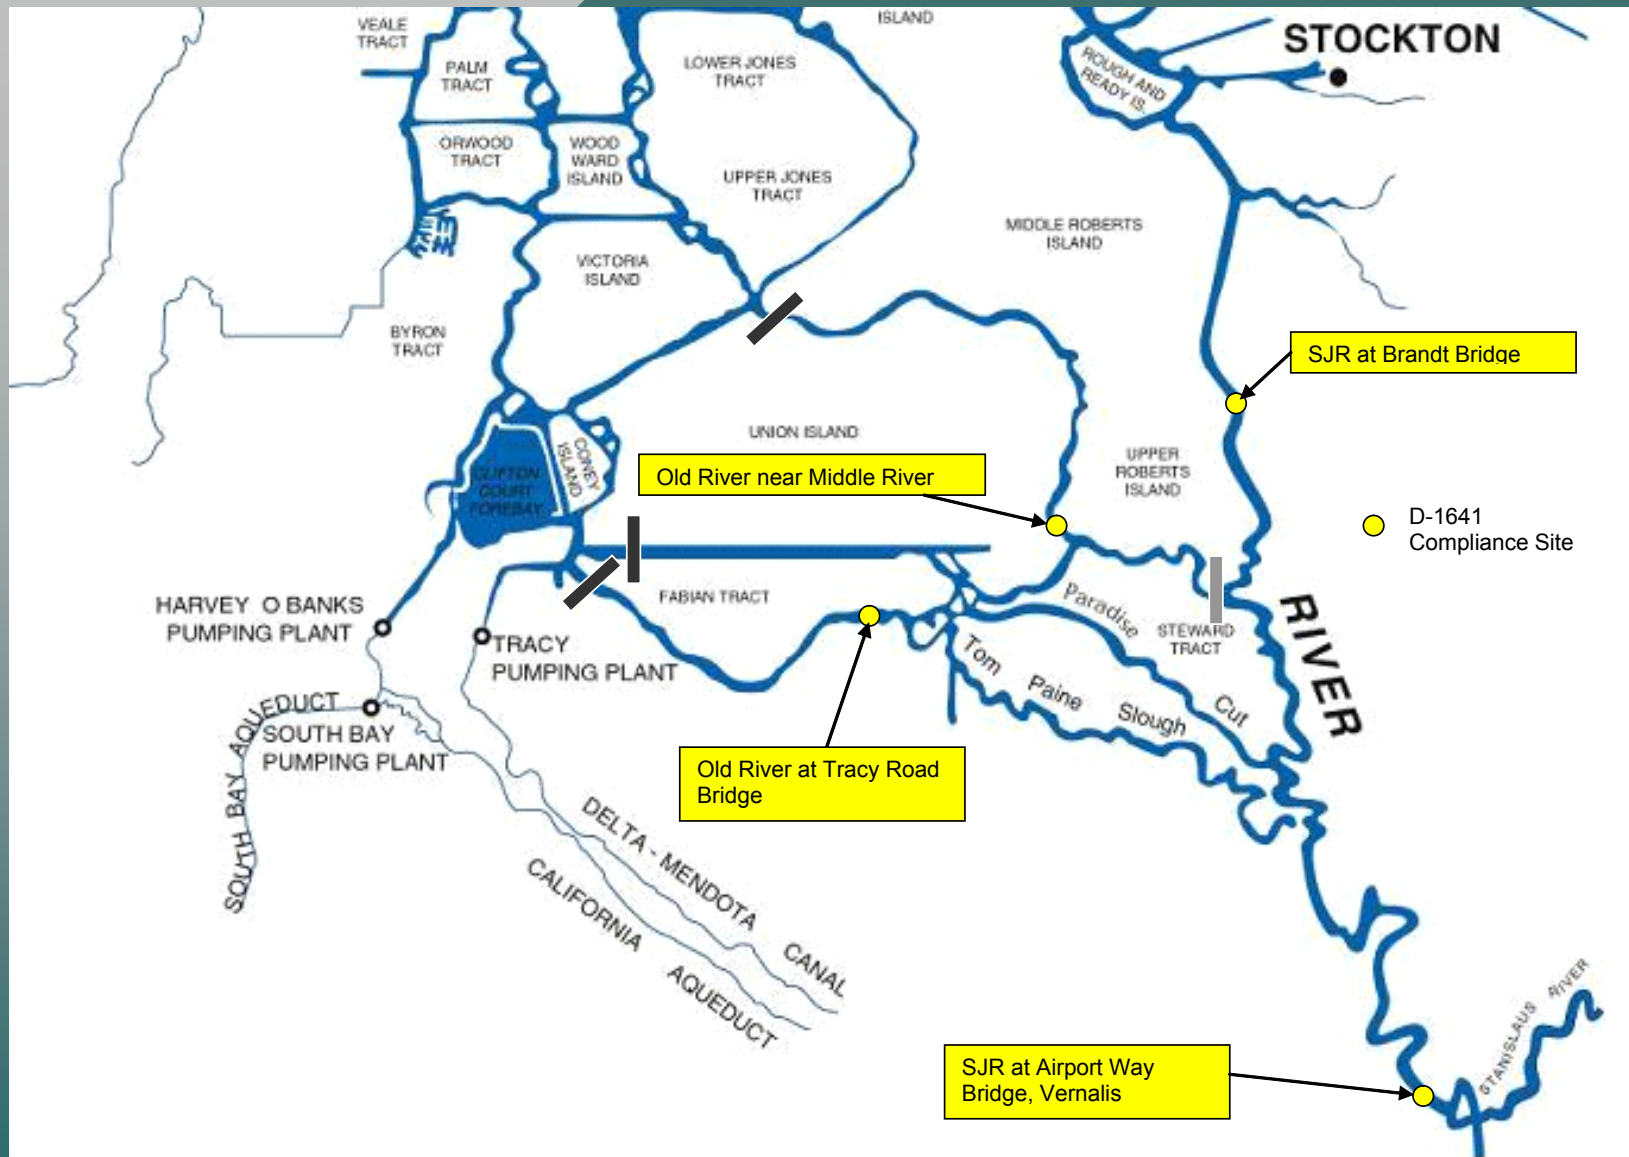 ISLAND
VEALE
TRACT
STOCKTON
PALM
TRACT
LOWER JONES
TRACT
ROUGH AND
READY IS.
ORWOOD
TRACT
WOOD
WARD
ISLAND
UPPER JONES
TRACT
MIDDLE ROBERTS
ISLAND
VICTORIA
ISLAND
BYRON
TRACT
SJR at Brandt Bridge
UNION ISLAND
CONEY
ISLAND
UPPER
ROBERTS
ISLAND
Old River near Middle River
CLIFTON
COURT
FOREBAY
D-1641
Compliance Site
FABIAN TRACT
Paradise
Cut
STEWARD
TRACT
RIVER
HARVEY O BANKS
PUMPING PLANT
TRACY
PUMPING PLANT
Tom Paine Slough
SOUTH BAY AQUEDUCT
SOUTH BAY
PUMPING PLANT
Old River at Tracy Road
Bridge
DELTA - MENDOTA CANAL
CALIFORNIA AQUEDUCT
STANISLAUS RIVER
SJR at Airport Way
Bridge, Vernalis